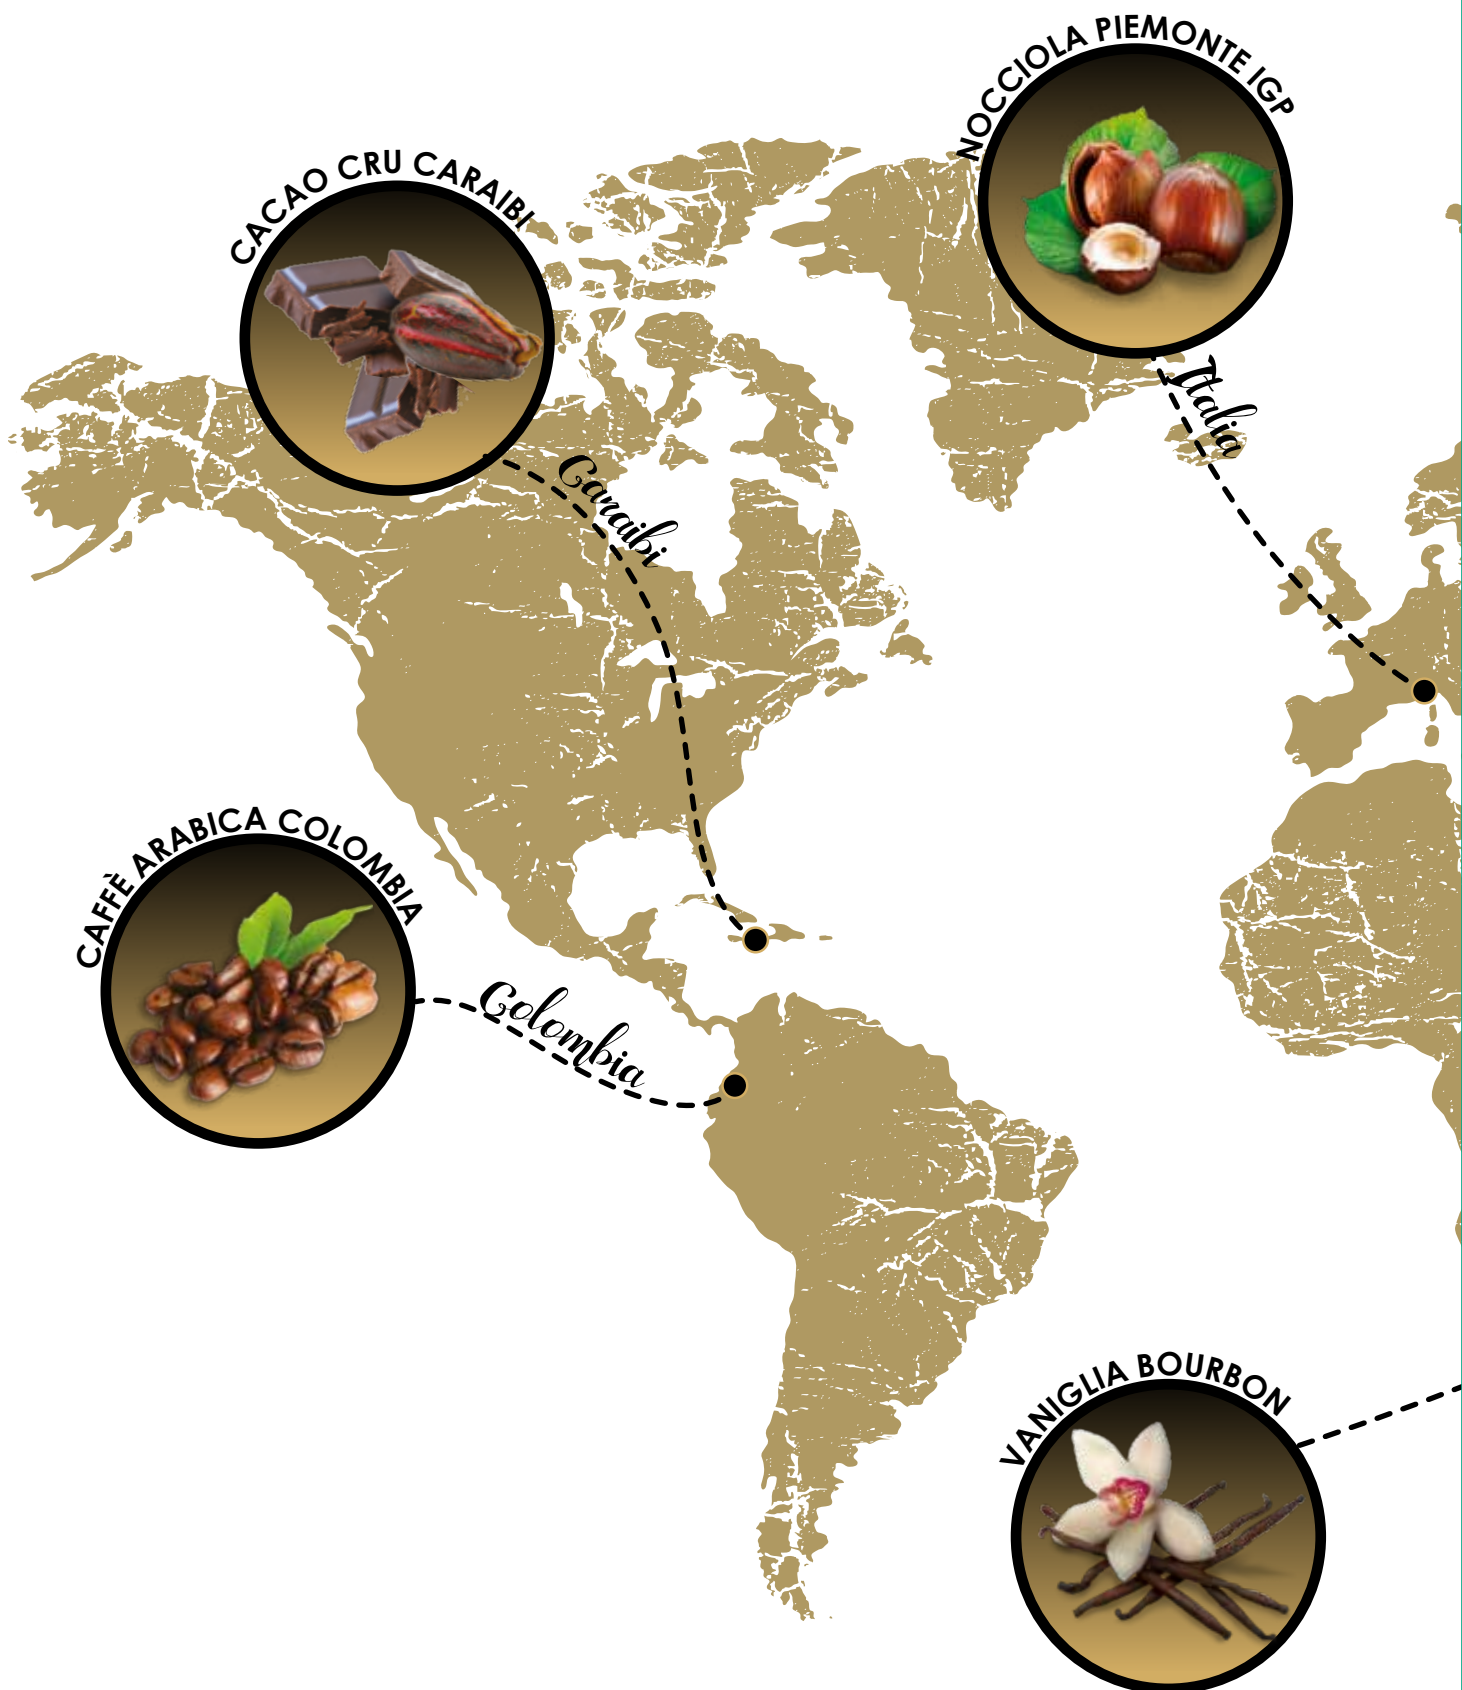 NOCCIOLA PIEMONTE IGP
CACAO CRU CARAIBI
Italia
Caraibi
CAFFÈ ARABICA COLOMBIA
Colombia
VANIGLIA BOURBON